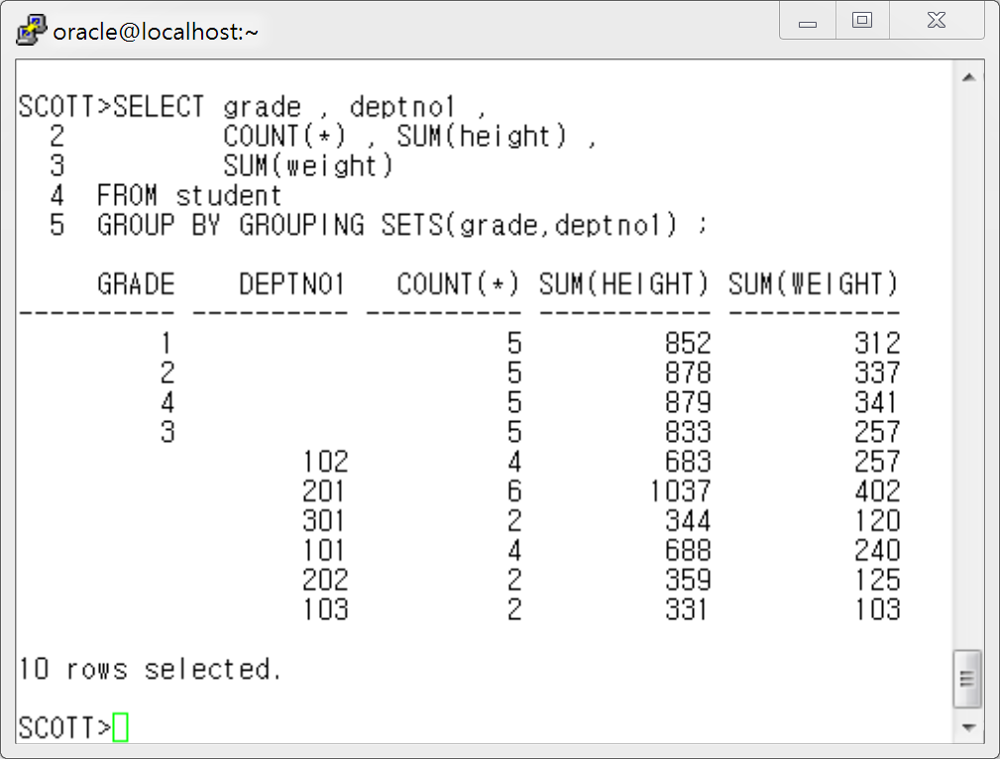 oracle@localhost:~
SCOTT>SELECT grade , deptno1 ,
2 COUNT(*) , SUM(height) ,
3 SUM(weight)
4 FROM student
5 GROUP BY GROUPING SETS(grade,deptno1) ;
GRADE DEPTNO1 COUNT(*) SUM(HEIGHT) SUM(WEIGHT)
---------- ---------- ---------- ----------- -----------
1 5 852 312
2 5 878 337
4 5 879 341
3 5 833 257
102 4 683 257
201 6 1037 402
301 2 344 120
101 4 688 240
202 2 359 125
103 2 331 103
10 rows selected.
SCOTT>